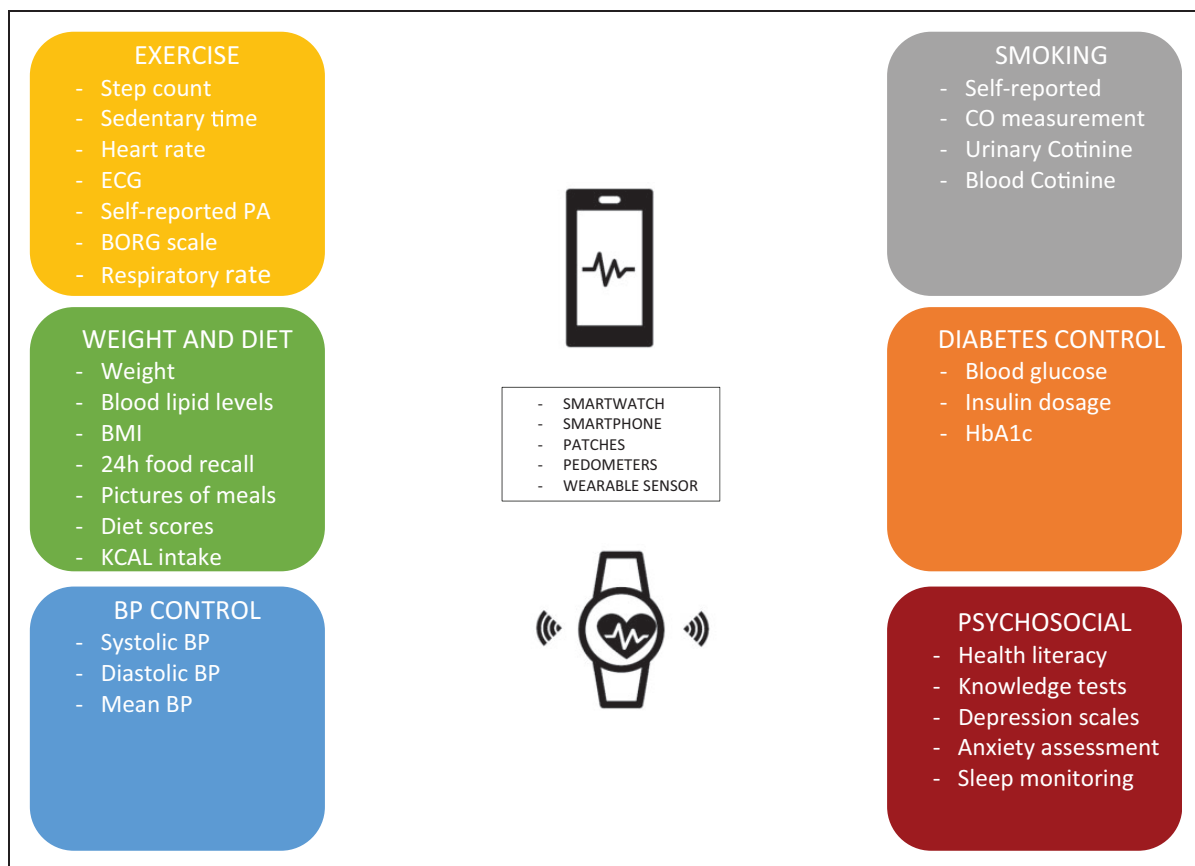 EXERCISE
- Step count
- Sedentary time
- Heart rate
- ECG
- Self-reported PA
- BORG scale
- Respiratory rate
WEIGHT AND DIET
- Weight
- Blood lipid levels
- BMI
- 24h food recall
- Pictures of meals
- Diet scores
- KCAL intake
BP CONTROL
- Systolic BP
- Diastolic BP
- Mean BP
- SMARTWATCH
- SMARTPHONE
- PATCHES
- PEDOMETERS
- WEARABLE SENSOR
SMOKING
- Self-reported
- CO measurement
- Urinary Cotinine
- Blood Cotinine
DIABETES CONTROL
- Blood glucose
- Insulin dosage
- HbA1c
PSYCHOSOCIAL
- Health literacy
- Knowledge tests
- Depression scales
- Anxiety assessment
- Sleep monitoring